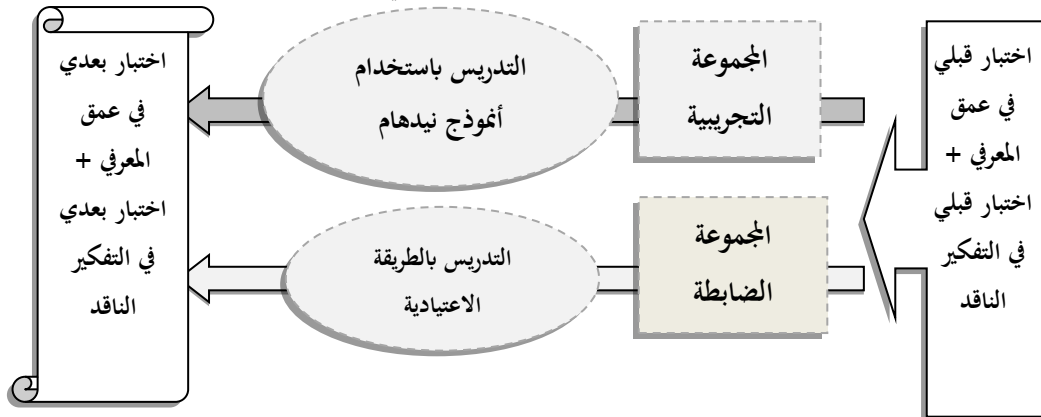 اختبار قبلي
في عمق
المعرفي +
اختبار قبلي
في التفكير
الناقد
المجموعة
التجريبية
التدريس باستخدام
أنموذج نيدهام
المجموعة
الضابطة
التدريس بالطريقة
الاعتيادية
اختبار بعدي
في عمق
المعرفي +
اختبار بعدي
في التفكير
الناقد